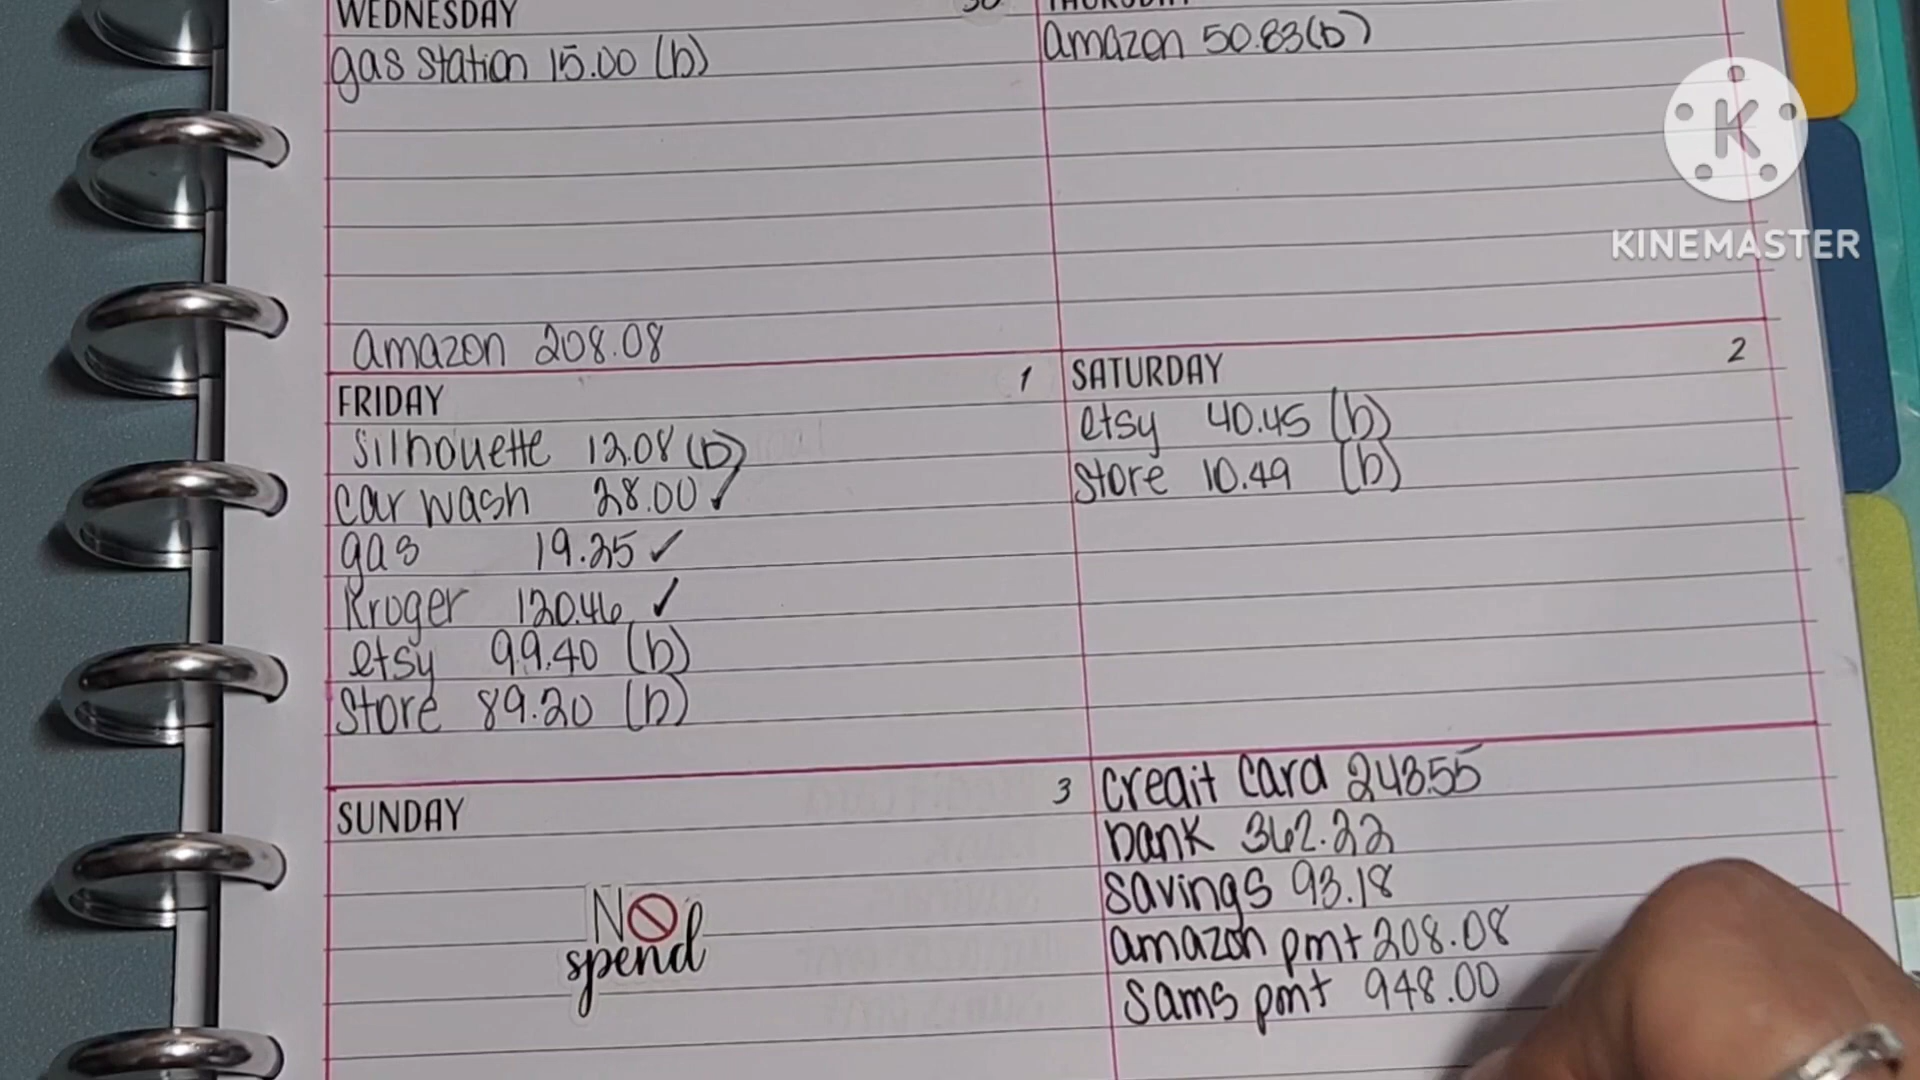 WEDNESDAY
gas station 15.00 (b)
amazon 208.08
amazon 50.83 (b)
KINEMASTER
FRIDAY 1
silhouette 12.08 (b)
car wash 28.00 ✓
gas 19.25 ✓
Kroger 120.46 ✓
etsy 99.40 (b)
store 89.20 (b)
SATURDAY 2
etsy 40.45 (b)
store 10.49 (b)
SUNDAY 3
NO
spend
credit card 243.55
bank 362.22
savings 93.18
amazon pmt 208.08
sams pmt 948.00